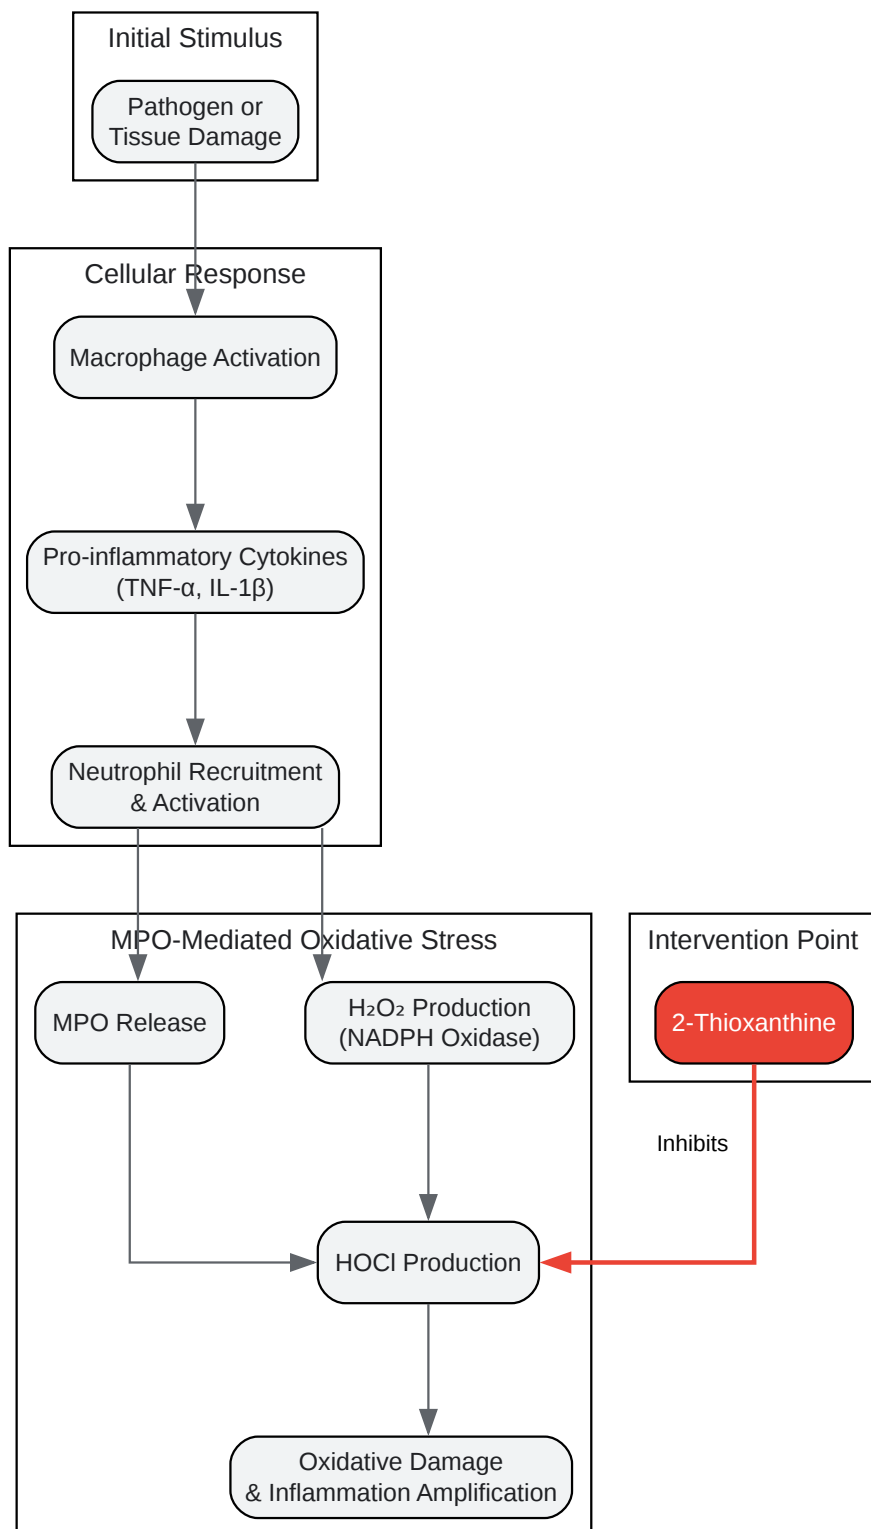 Initial Stimulus
Pathogen or
Tissue Damage
Cellular Response
Macrophage Activation
Pro-inflammatory Cytokines
(TNF-α, IL-1β)
Neutrophil Recruitment
& Activation
MPO-Mediated Oxidative Stress
MPO Release
H₂O₂ Production
(NADPH Oxidase)
Intervention Point
2-Thioxanthine
Inhibits
HOCl Production
Oxidative Damage
& Inflammation Amplification